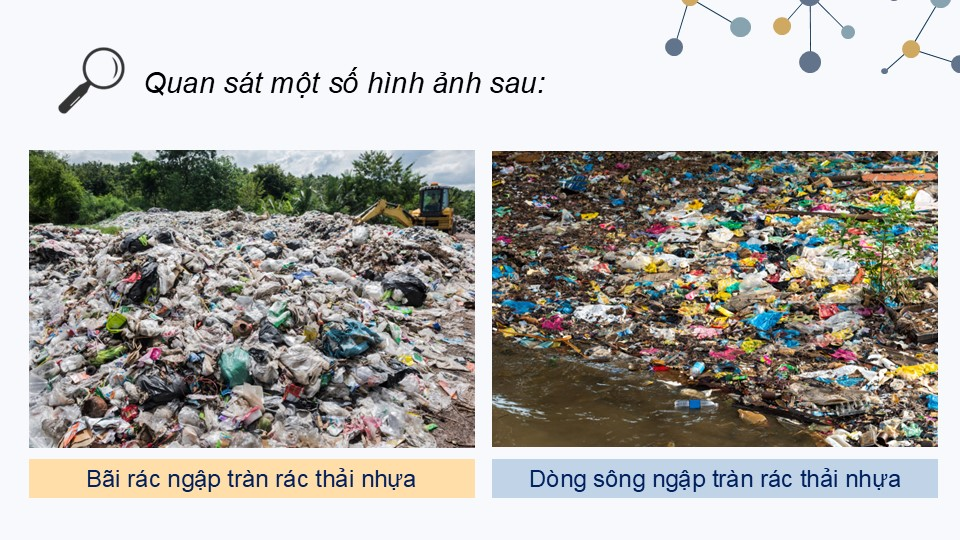 Quan sát một số hình ảnh sau:
Bãi rác ngập tràn rác thải nhựa
Dòng sông ngập tràn rác thải nhựa